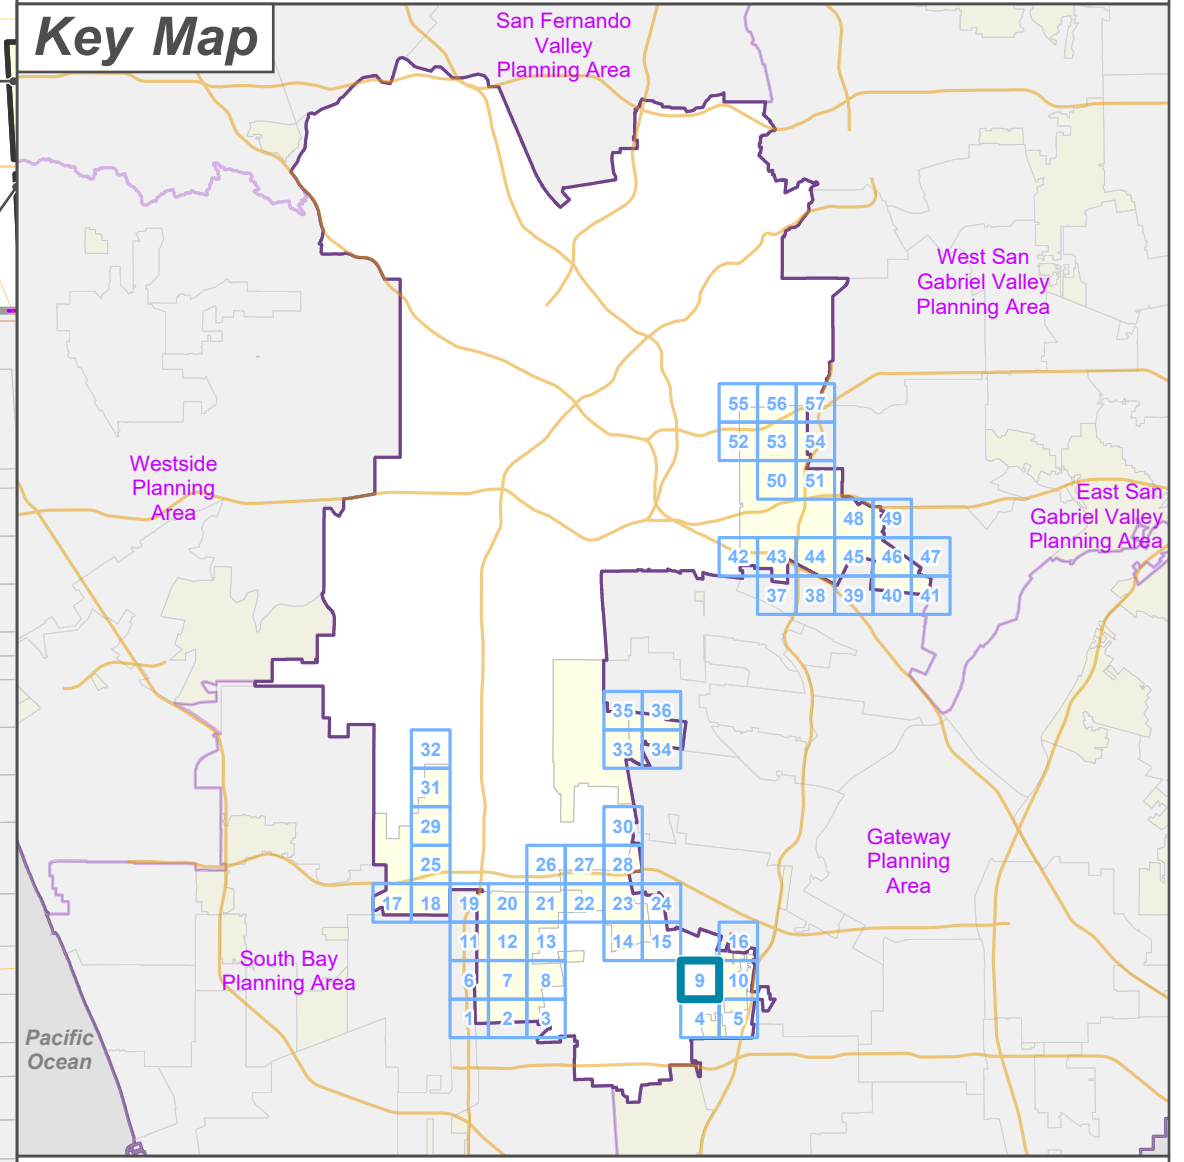 Key Map
San Fernando
Valley
Planning Area
West San
Gabriel Valley
Planning Area
55 56 57
Westside
Planning
Area
52 53 54
50 51
East San
Gabriel Valley
Planning Area
48 49
42 43 44 45 46 47
37 38 39 40 41
35 36
32
33 34
31
29
30
Gateway
Planning
Area
25
26 27 28
17 18 19 20 21 22 23 24
11 12 13
14 15
16
South Bay
Planning Area
6 7 8
9 10
1 2 3
4 5
Pacific
Ocean